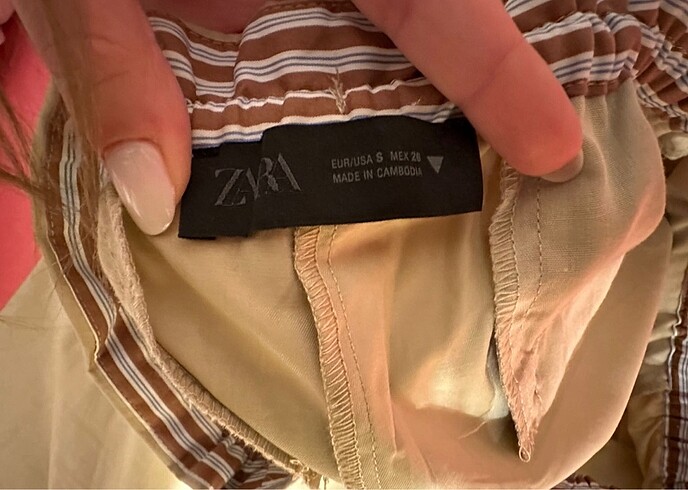 ZARA
EUR/USA S MEX 26
MADE IN CAMBODIA